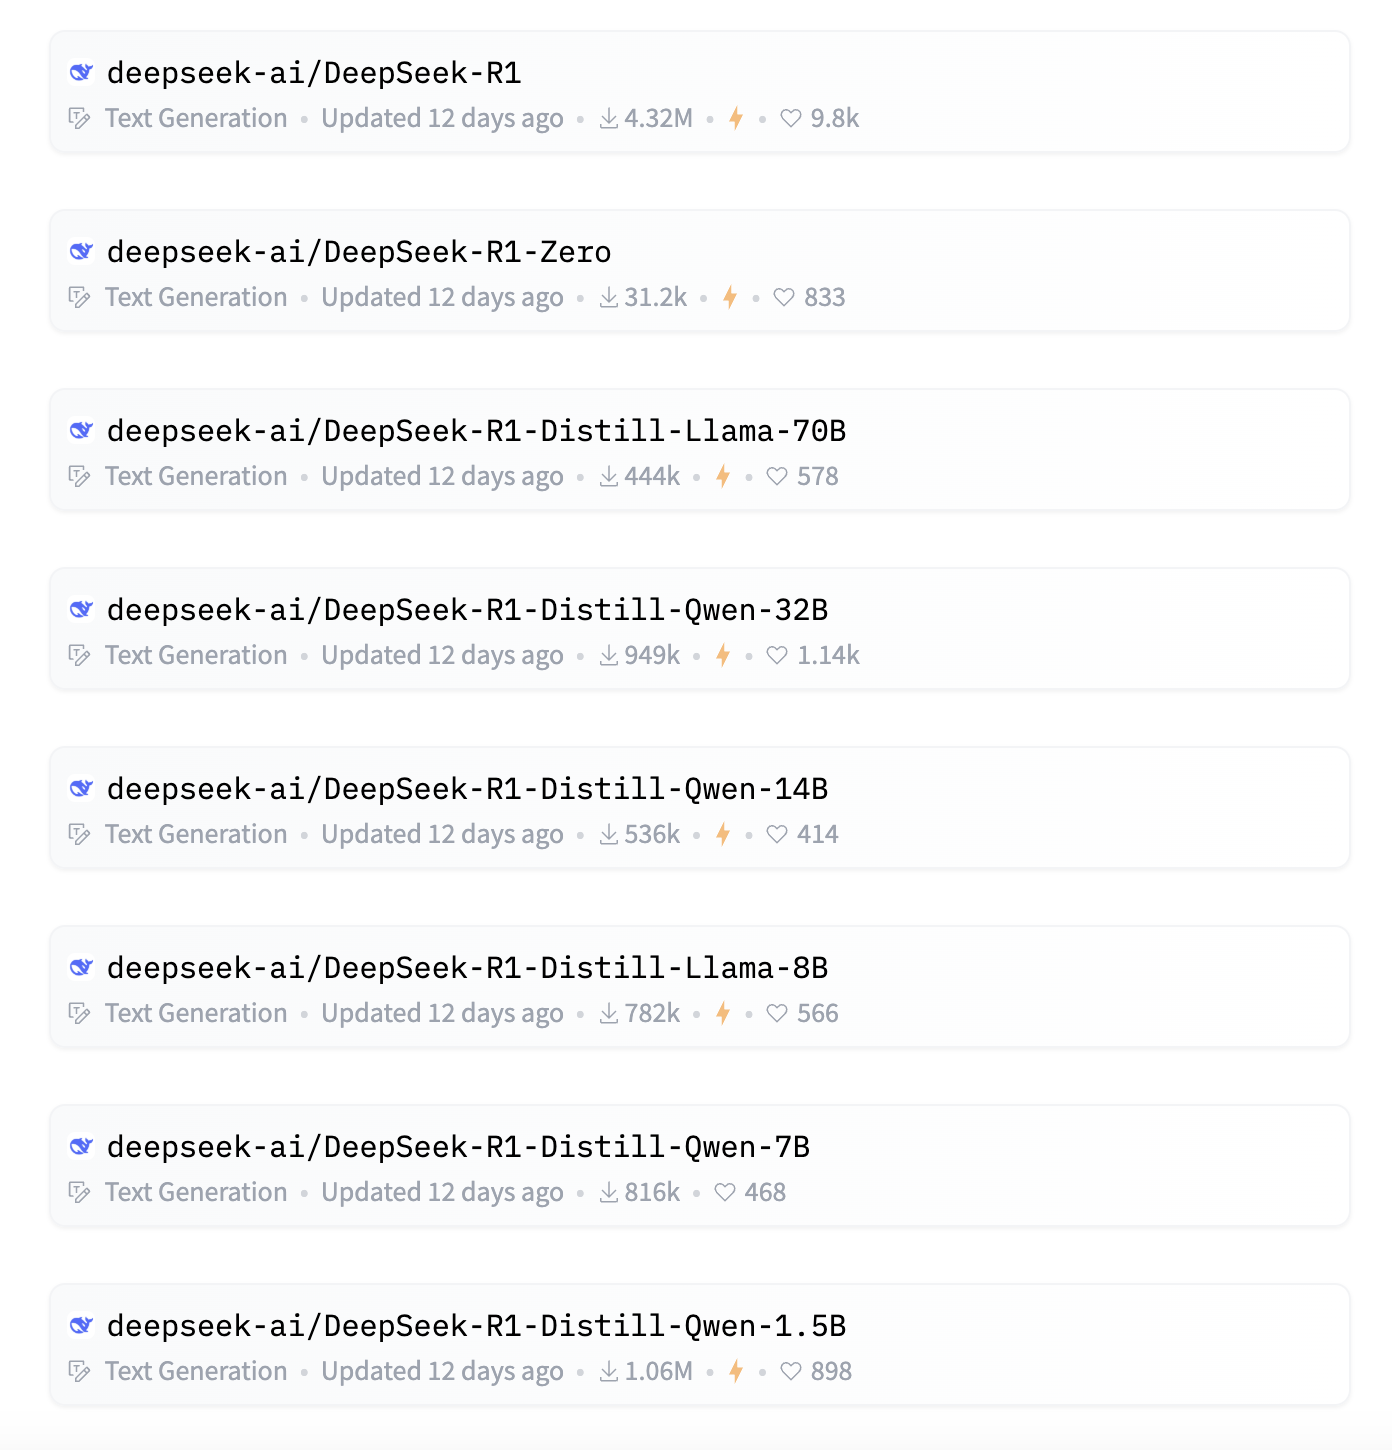 deepseek-ai/DeepSeek-R1
Text Generation • Updated 12 days ago • 4.32M • • 9.8k
deepseek-ai/DeepSeek-R1-Zero
Text Generation • Updated 12 days ago • 31.2k • • 833
deepseek-ai/DeepSeek-R1-Distill-Llama-70B
Text Generation • Updated 12 days ago • 444k • • 578
deepseek-ai/DeepSeek-R1-Distill-Qwen-32B
Text Generation • Updated 12 days ago • 949k • • 1.14k
deepseek-ai/DeepSeek-R1-Distill-Qwen-14B
Text Generation • Updated 12 days ago • 536k • • 414
deepseek-ai/DeepSeek-R1-Distill-Llama-8B
Text Generation • Updated 12 days ago • 782k • • 566
deepseek-ai/DeepSeek-R1-Distill-Qwen-7B
Text Generation • Updated 12 days ago • 816k • 468
deepseek-ai/DeepSeek-R1-Distill-Qwen-1.5B
Text Generation • Updated 12 days ago • 1.06M • • 898